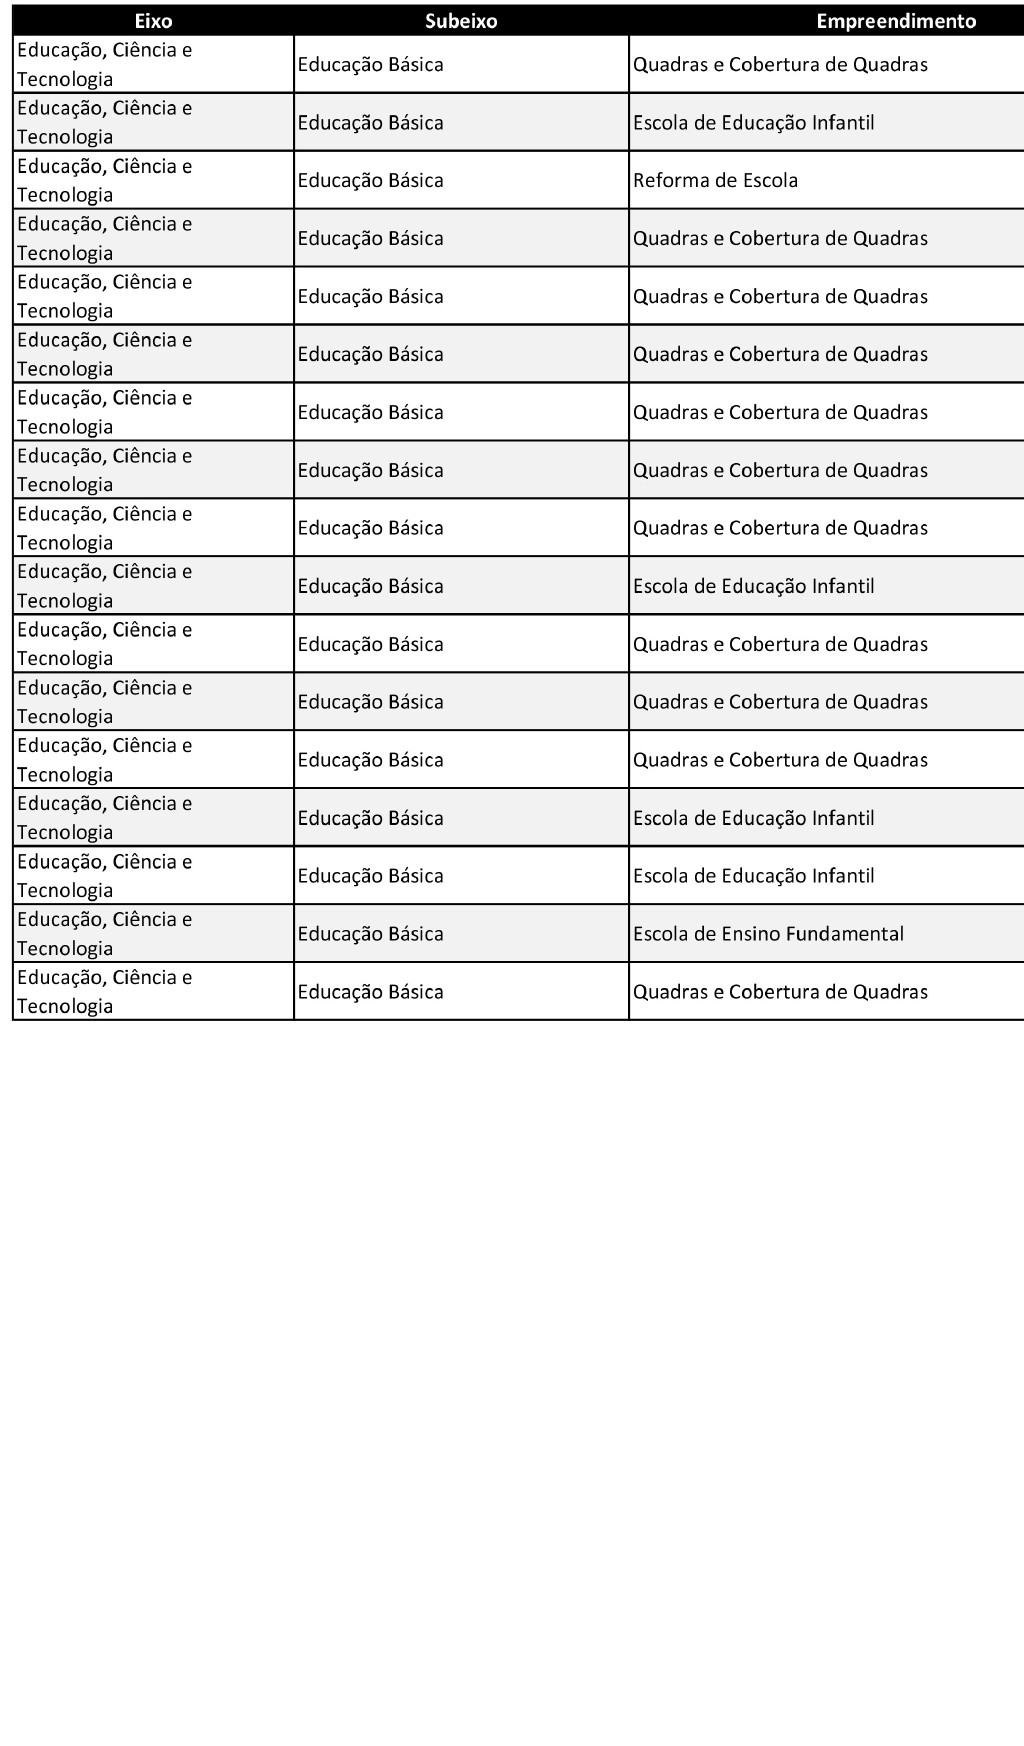 Eixo Subeixo Empreendimento
Educação, Ciência e
Tecnologia
Educação Básica
Quadras e Cobertura de Quadras
Educação, Ciência e
Tecnologia
Educação Básica
Escola de Educação Infantil
Educação, Ciência e
Tecnologia
Educação Básica
Reforma de Escola
Educação, Ciência e
Tecnologia
Educação Básica
Quadras e Cobertura de Quadras
Educação, Ciência e
Tecnologia
Educação Básica
Quadras e Cobertura de Quadras
Educação, Ciência e
Tecnologia
Educação Básica
Quadras e Cobertura de Quadras
Educação, Ciência e
Tecnologia
Educação Básica
Quadras e Cobertura de Quadras
Educação, Ciência e
Tecnologia
Educação Básica
Quadras e Cobertura de Quadras
Educação, Ciência e
Tecnologia
Educação Básica
Quadras e Cobertura de Quadras
Educação, Ciência e
Tecnologia
Educação Básica
Escola de Educação Infantil
Educação, Ciência e
Tecnologia
Educação Básica
Quadras e Cobertura de Quadras
Educação, Ciência e
Tecnologia
Educação Básica
Quadras e Cobertura de Quadras
Educação, Ciência e
Tecnologia
Educação Básica
Quadras e Cobertura de Quadras
Educação, Ciência e
Tecnologia
Educação Básica
Escola de Educação Infantil
Educação, Ciência e
Tecnologia
Educação Básica
Escola de Educação Infantil
Educação, Ciência e
Tecnologia
Educação Básica
Escola de Ensino Fundamental
Educação, Ciência e
Tecnologia
Educação Básica
Quadras e Cobertura de Quadras